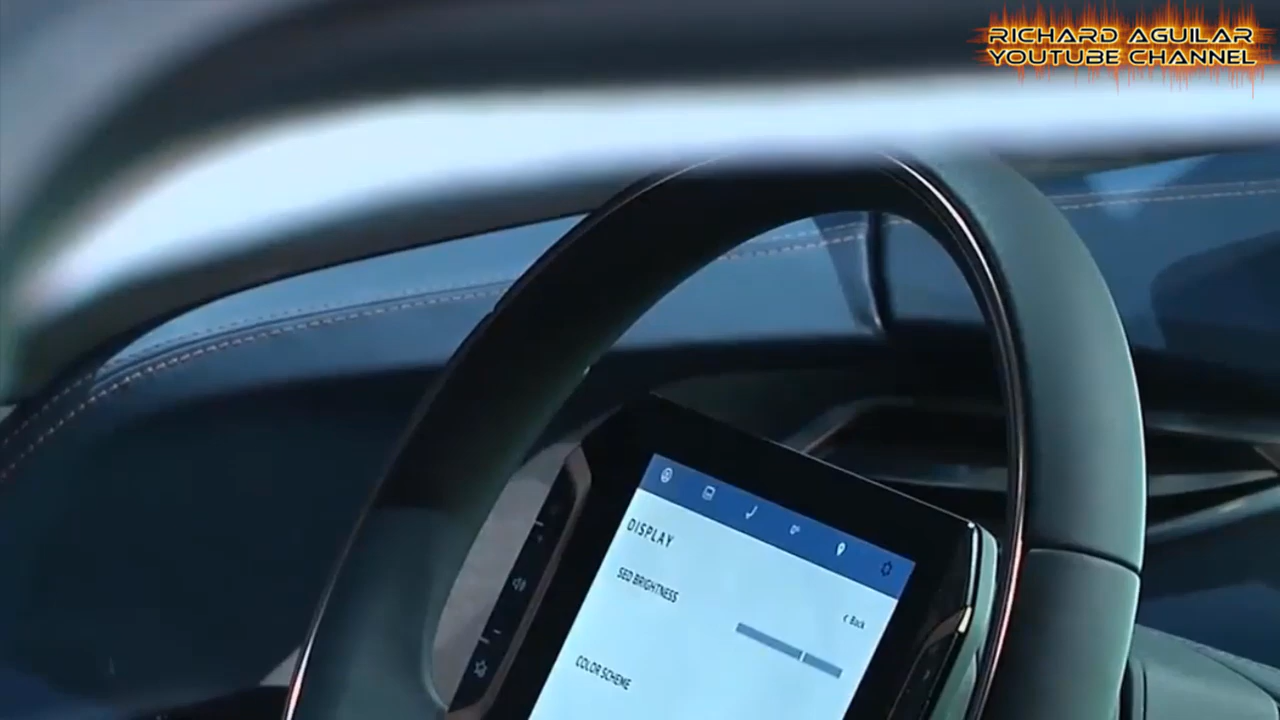 RICHARD AGUILAR
YOUTUBE CHANNEL
DISPLAY
SED BRIGHTNESS
< Back
COLOR SCHEME